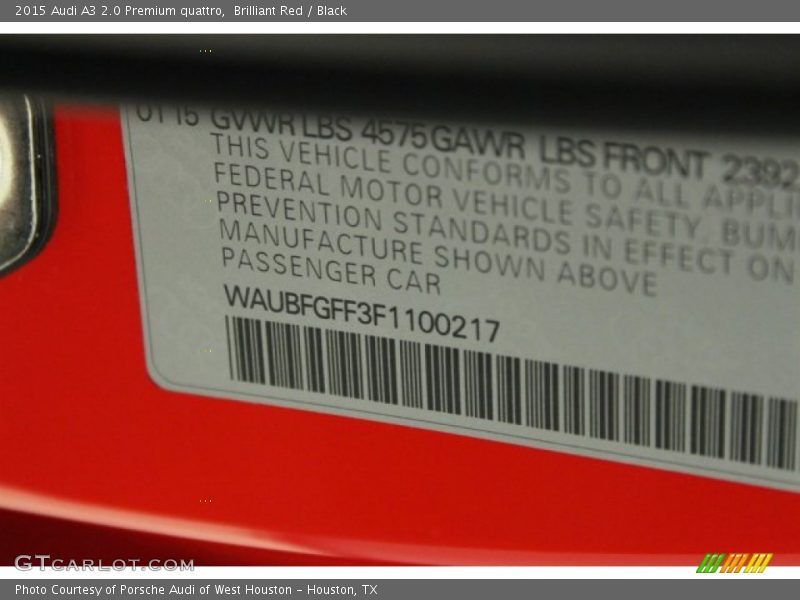 2015 Audi A3 2.0 Premium quattro,  Brilliant Red / Black
01 15 GVWR LBS 4575 GAWR LBS FRONT 2392
THIS VEHICLE CONFORMS TO ALL APPLI
FEDERAL MOTOR VEHICLE SAFETY, BUM
PREVENTION STANDARDS IN EFFECT ON
MANUFACTURE SHOWN ABOVE
PASSENGER CAR
WAUBFGFF3F1100217
GTCARLOT.COM
Photo Courtesy of Porsche Audi of West Houston - Houston, TX